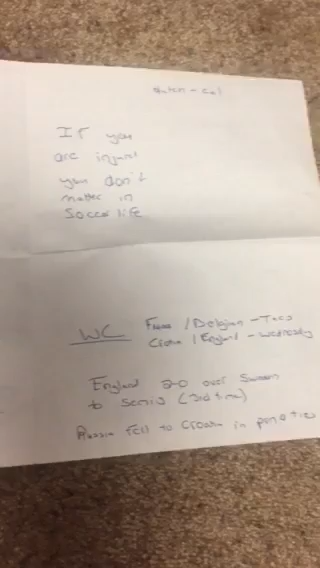 If you
are injured
you don't
matter in
Soccer life
WC France / Belgium - Tues
Croatia / England - Wednesday
England 2-0 over Sweden
to semis (3rd time)
Russia fell to Croatia in penalties